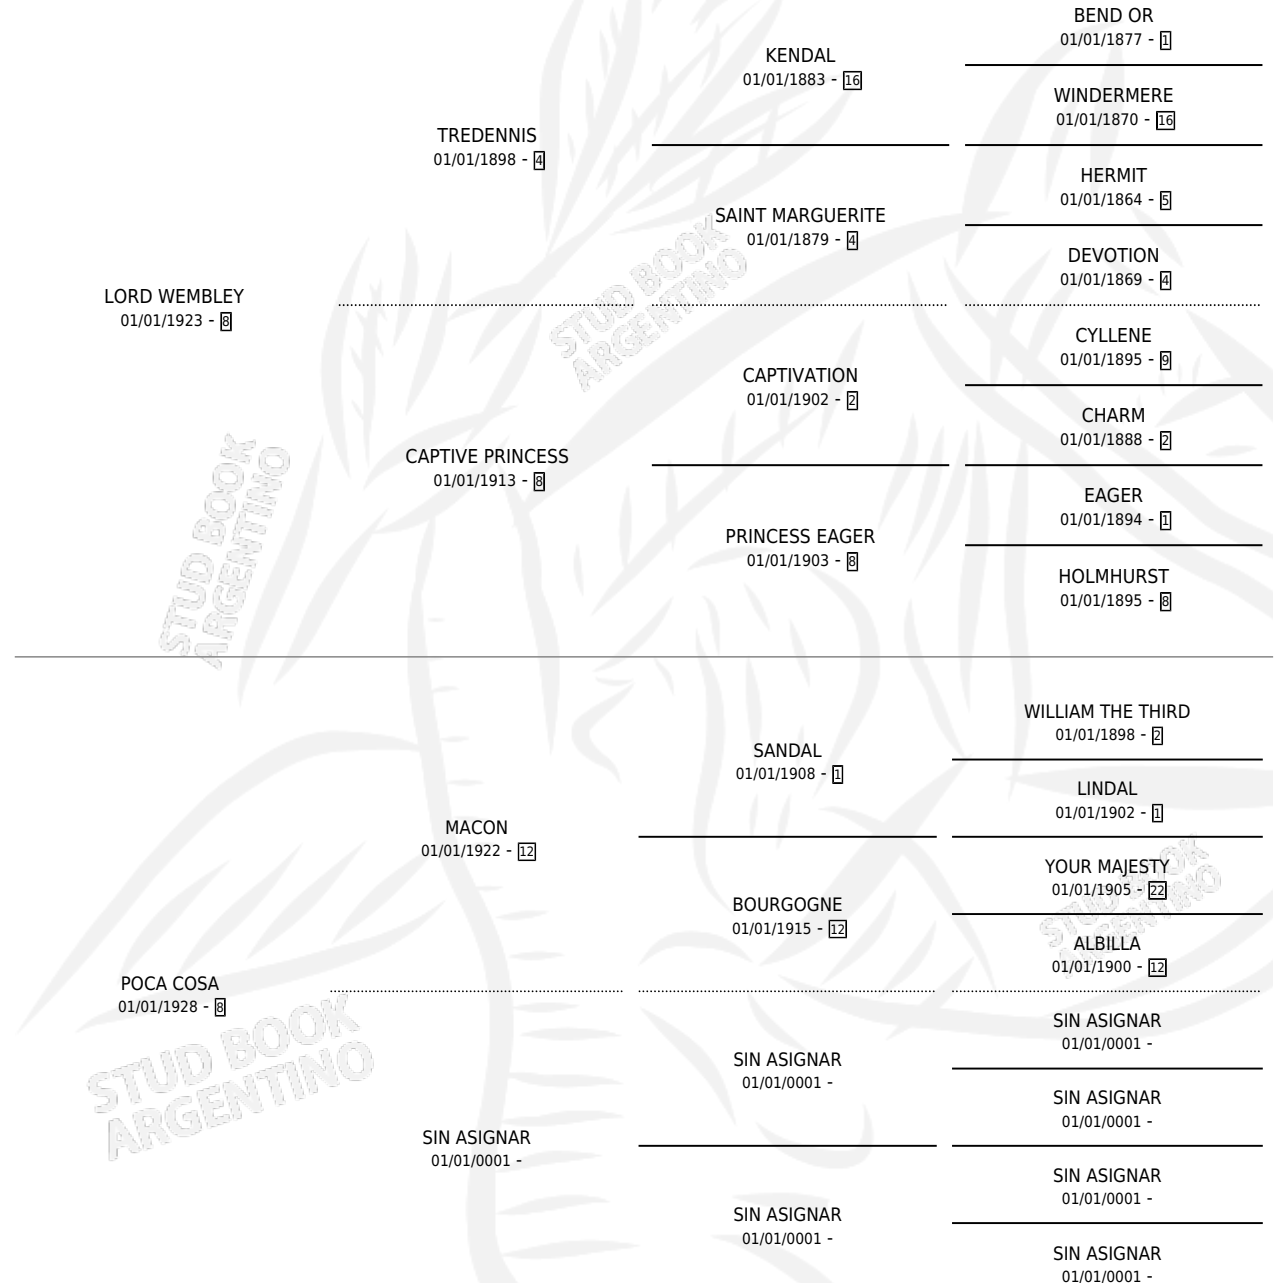 BEND OR
01/01/1877 - 1
KENDAL
01/01/1883 - 16
WINDERMERE
01/01/1870 - 16
TREDENNIS
01/01/1898 - 4
HERMIT
01/01/1864 - 5
SAINT MARGUERITE
01/01/1879 - 4
DEVOTION
01/01/1869 - 4
LORD WEMBLEY
01/01/1923 - 8
CYLLENE
01/01/1895 - 9
CAPTIVATION
01/01/1902 - 2
CHARM
01/01/1888 - 2
CAPTIVE PRINCESS
01/01/1913 - 8
EAGER
01/01/1894 - 1
PRINCESS EAGER
01/01/1903 - 8
HOLMHURST
01/01/1895 - 8
WILLIAM THE THIRD
01/01/1898 - 2
SANDAL
01/01/1908 - 1
LINDAL
01/01/1902 - 1
MACON
01/01/1922 - 12
YOUR MAJESTY
01/01/1905 - 22
BOURGOGNE
01/01/1915 - 12
ALBILLA
01/01/1900 - 12
POCA COSA
01/01/1928 - 8
SIN ASIGNAR
01/01/0001 -
SIN ASIGNAR
01/01/0001 -
SIN ASIGNAR
01/01/0001 -
SIN ASIGNAR
01/01/0001 -
SIN ASIGNAR
01/01/0001 -
SIN ASIGNAR
01/01/0001 -
SIN ASIGNAR
01/01/0001 -
STUD BOOK
ARGENTINO
STUD BOOK
ARGENTINO
STUD BOOK
ARGENTINO
STUD BOOK
ARGENTINO